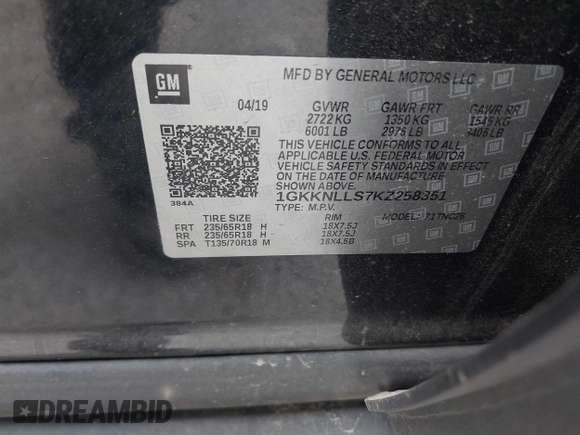 GM
MFD BY GENERAL MOTORS LLC
04/19 GVWR GAWR FRT GAWR RR
2722 KG 1350 KG 1545 KG
6001 LB 2976 LB 3406 LB
THIS VEHICLE CONFORMS TO ALL
APPLICABLE U.S. FEDERAL MOTOR
VEHICLE SAFETY STANDARDS IN EFFECT
ON THE DATE OF MANUFACTURE
SHOWN ABOVE.
1GKKNLLS7KZ258351
384A
TYPE: M.P.V. MODEL: 717NC26
TIRE SIZE RIM
FRT 235/65R18 H 18X7.5J
RR 235/65R18 H 18X7.5J
SPA T135/70R18 M 18X4.5B
DREAMBID